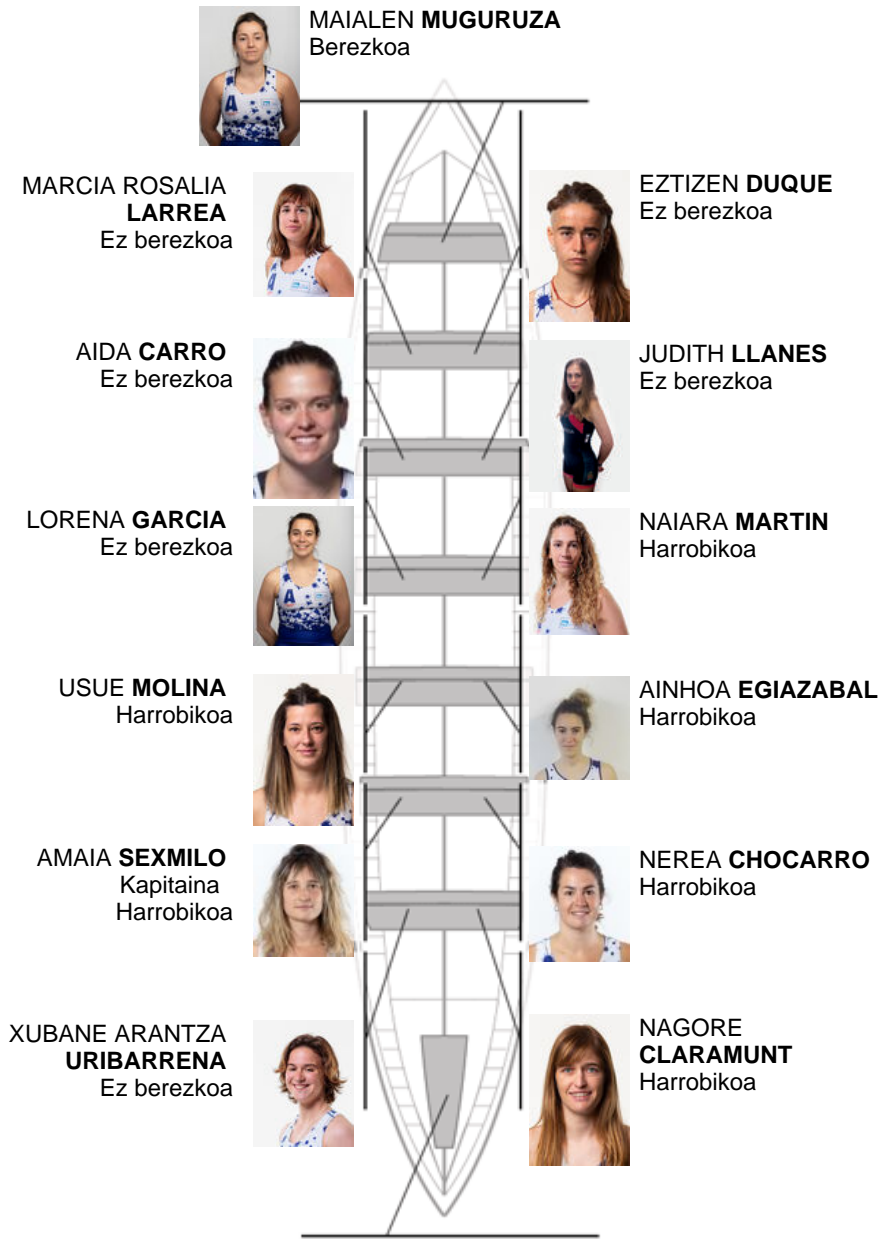 MAIALEN MUGURUZA
Berezkoa
MARCIA ROSALIA
LARREA
Ez berezkoa
EZTIZEN DUQUE
Ez berezkoa
AIDA CARRO
Ez berezkoa
JUDITH LLANES
Ez berezkoa
LORENA GARCIA
Ez berezkoa
NAIARA MARTIN
Harrobikoa
USUE MOLINA
Harrobikoa
AINHOA EGIAZABAL
Harrobikoa
AMAIA SEXMILO
Kapitaina
Harrobikoa
NEREA CHOCARRO
Harrobikoa
XUBANE ARANTZA
URIBARRENA
Ez berezkoa
NAGORE
CLARAMUNT
Harrobikoa